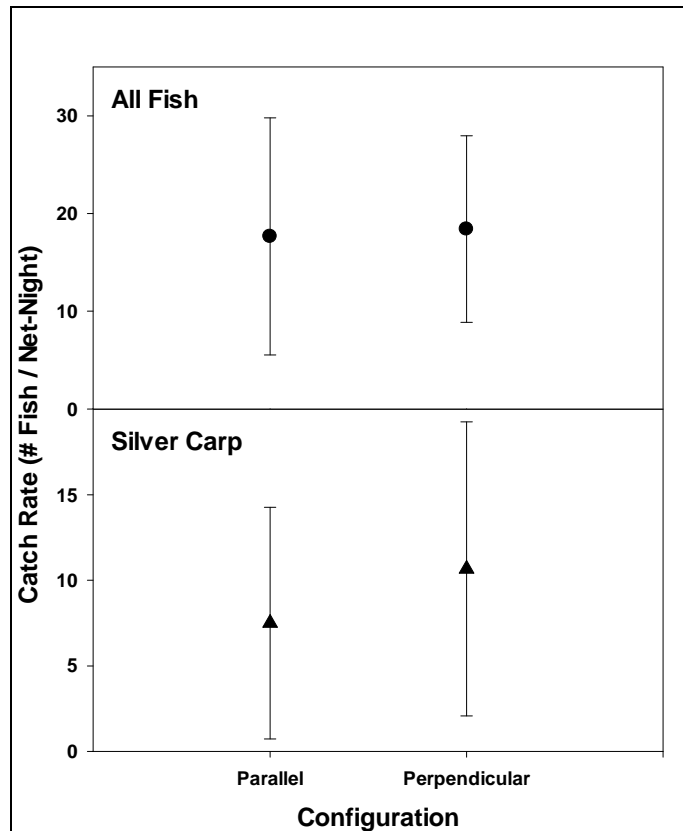 All Fish
30
20
10
0
Silver Carp
15
10
5
0
Catch Rate (# Fish / Net-Night)
Parallel Perpendicular
Configuration